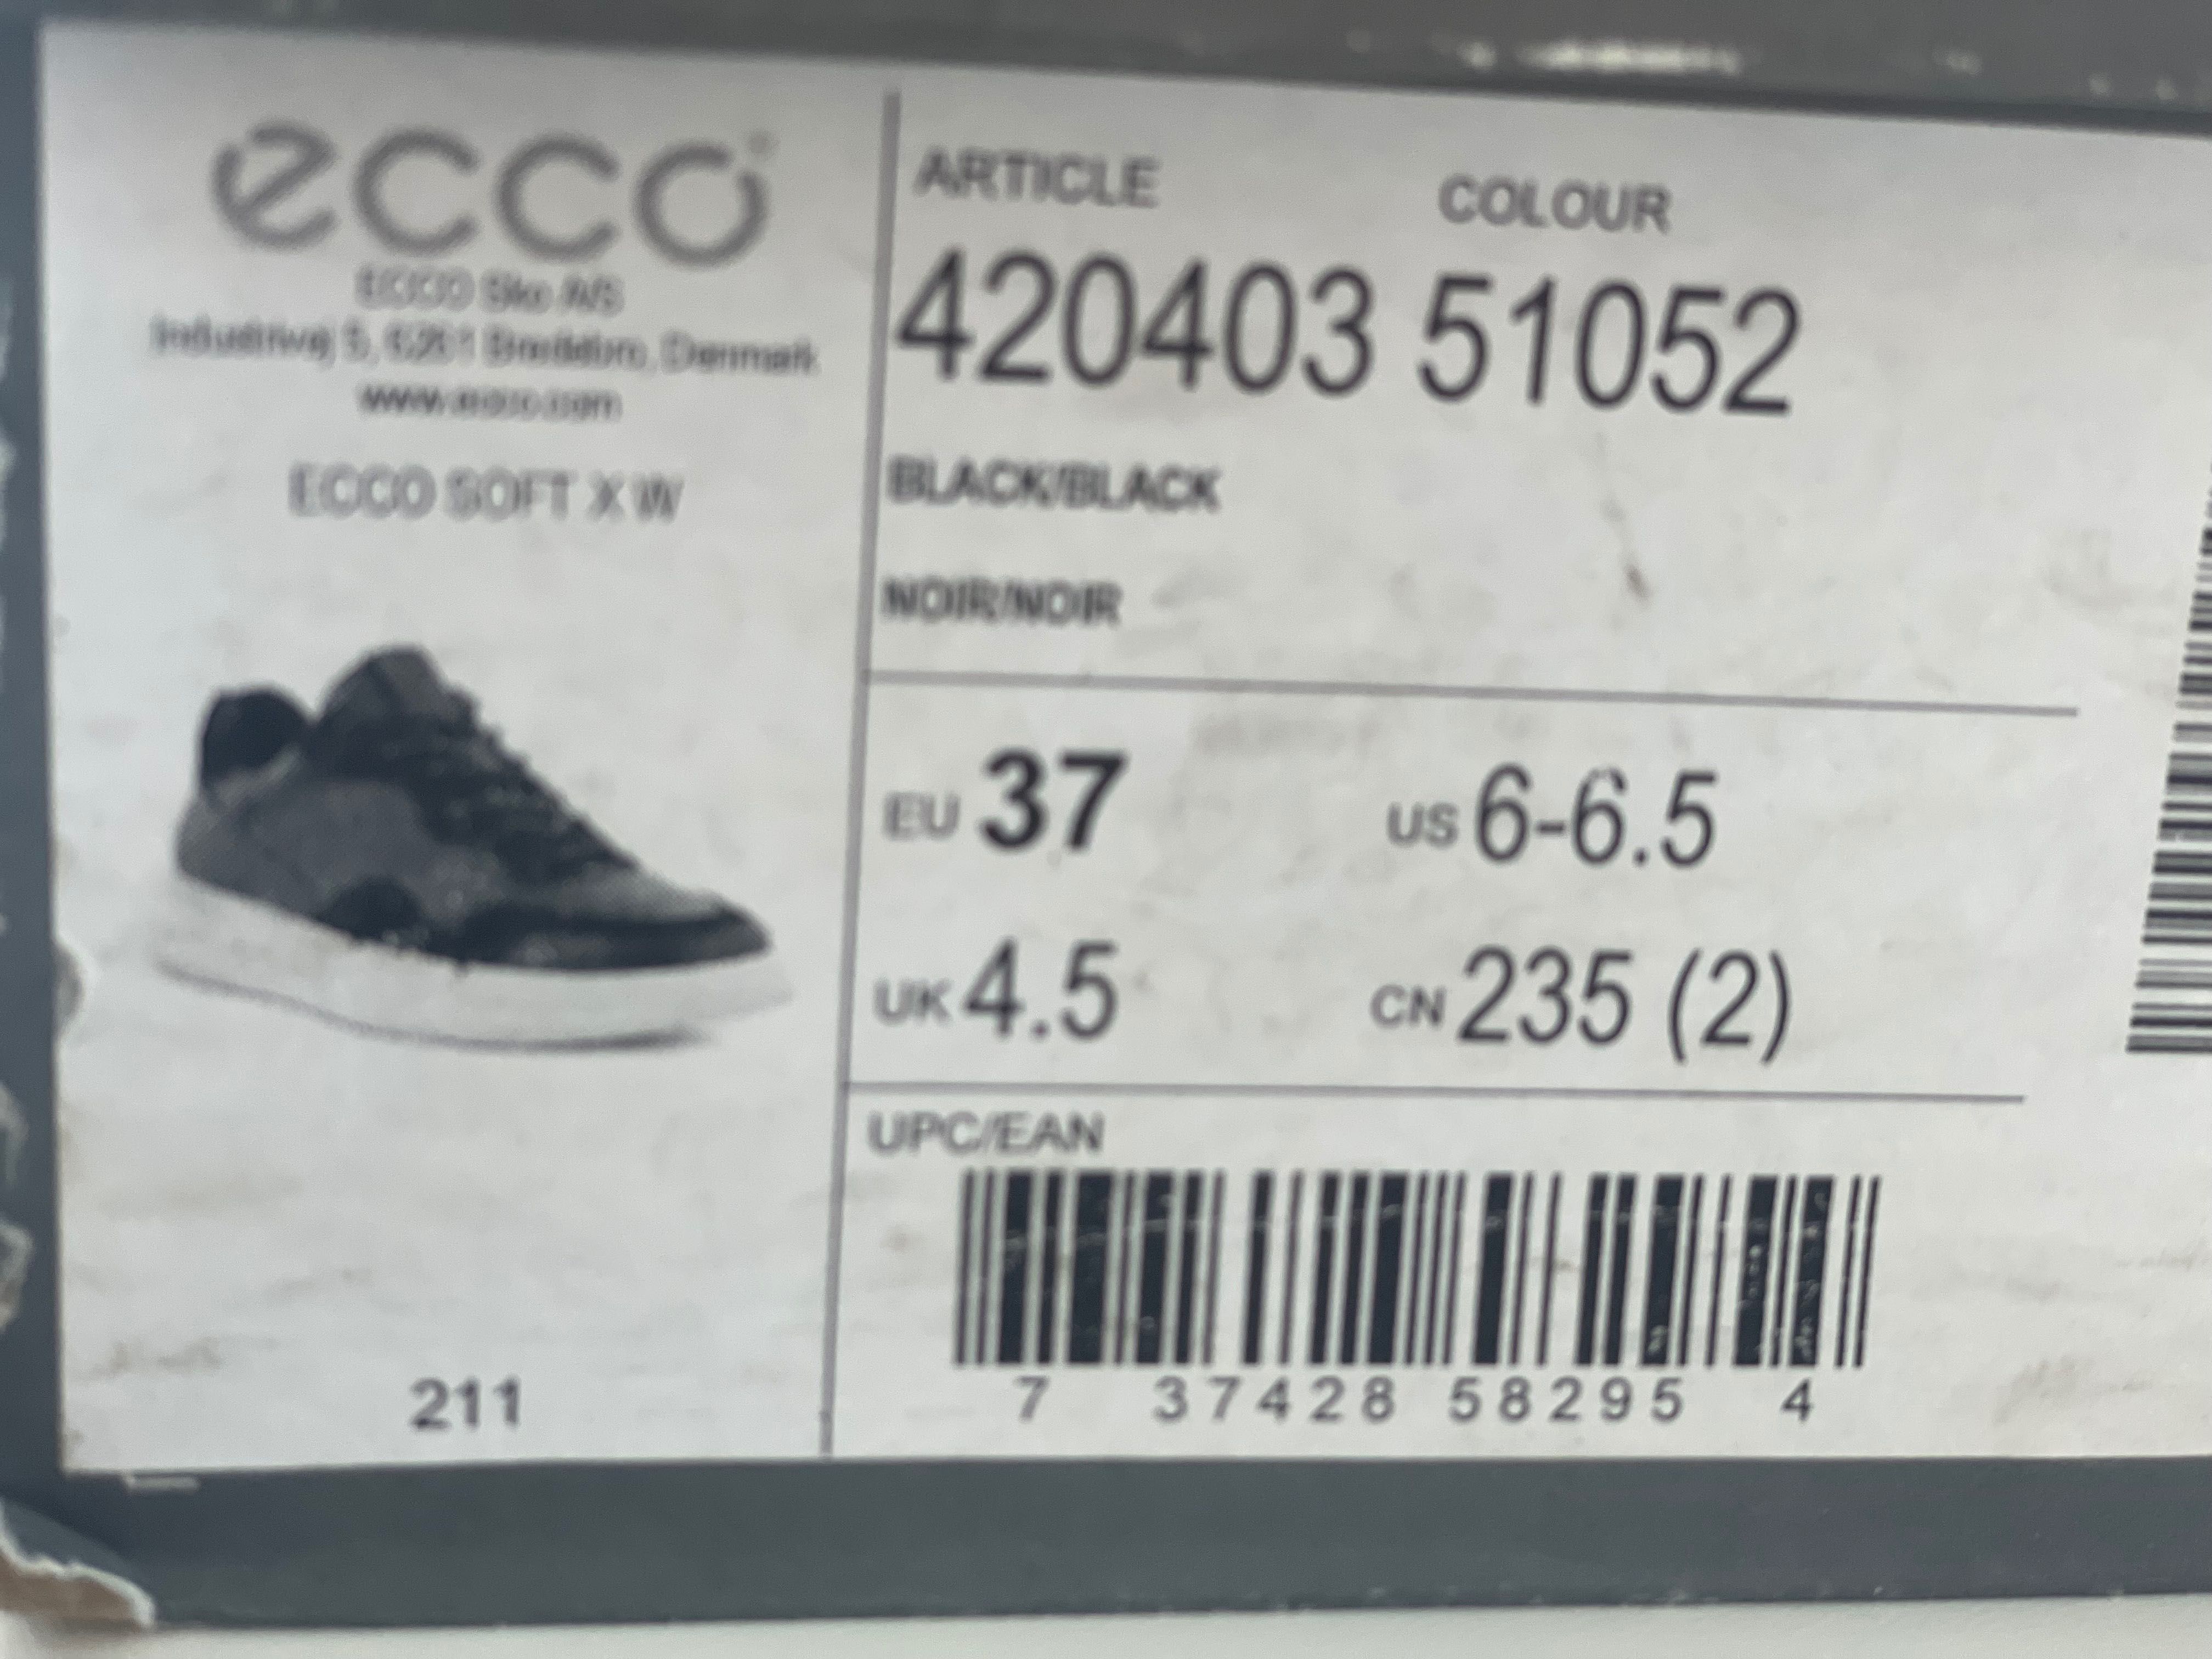 ecco
ECCO Sko A/S
Industrivej 5, 6261 Bredebro, Denmark
www.ecco.com
ECCO SOFT X W
211
ARTICLE COLOUR
420403 51052
BLACK/BLACK
NOIR/NOIR
EU 37 US 6-6.5
UK 4.5 CN 235 (2)
UPC/EAN
7 37428 58295 4